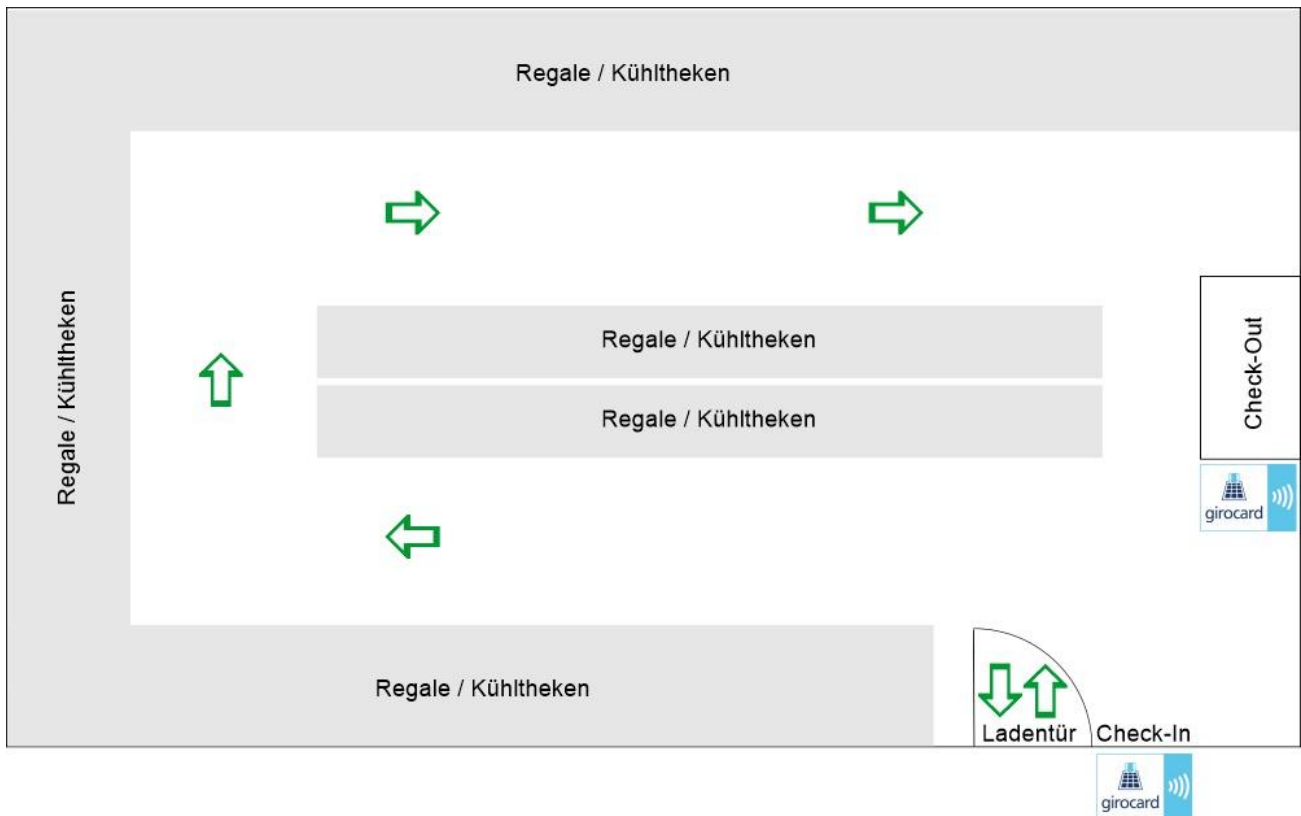 Regale / Kühltheken
Regale / Kühltheken
Regale / Kühltheken
Regale / Kühltheken
Check-Out
girocard
Regale / Kühltheken
Ladentür
Check-In
girocard